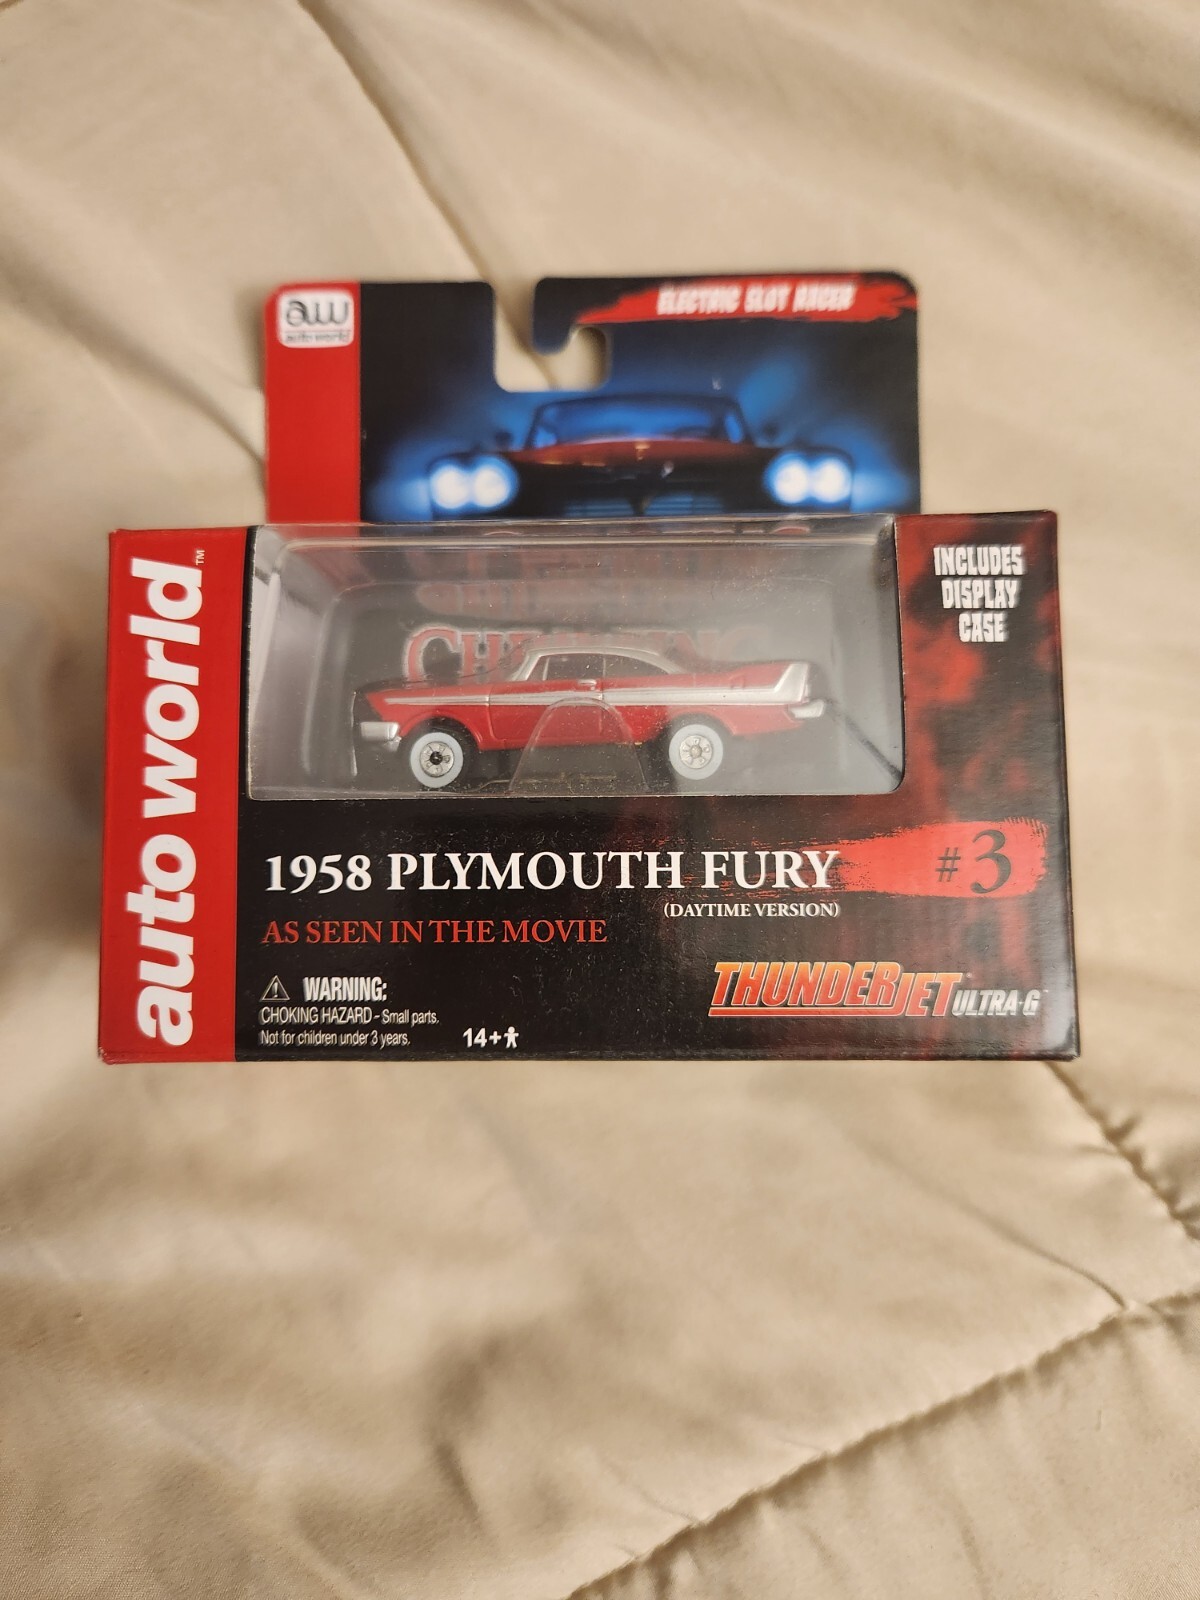 aw
auto world
ELECTRIC SLOT RACER
auto world™
INCLUDES
DISPLAY
CASE
1958 PLYMOUTH FURY
(DAYTIME VERSION)
#3
AS SEEN IN THE MOVIE
THUNDERJET ULTRA-G
⚠ WARNING:
CHOKING HAZARD - Small parts.
Not for children under 3 years.
14+